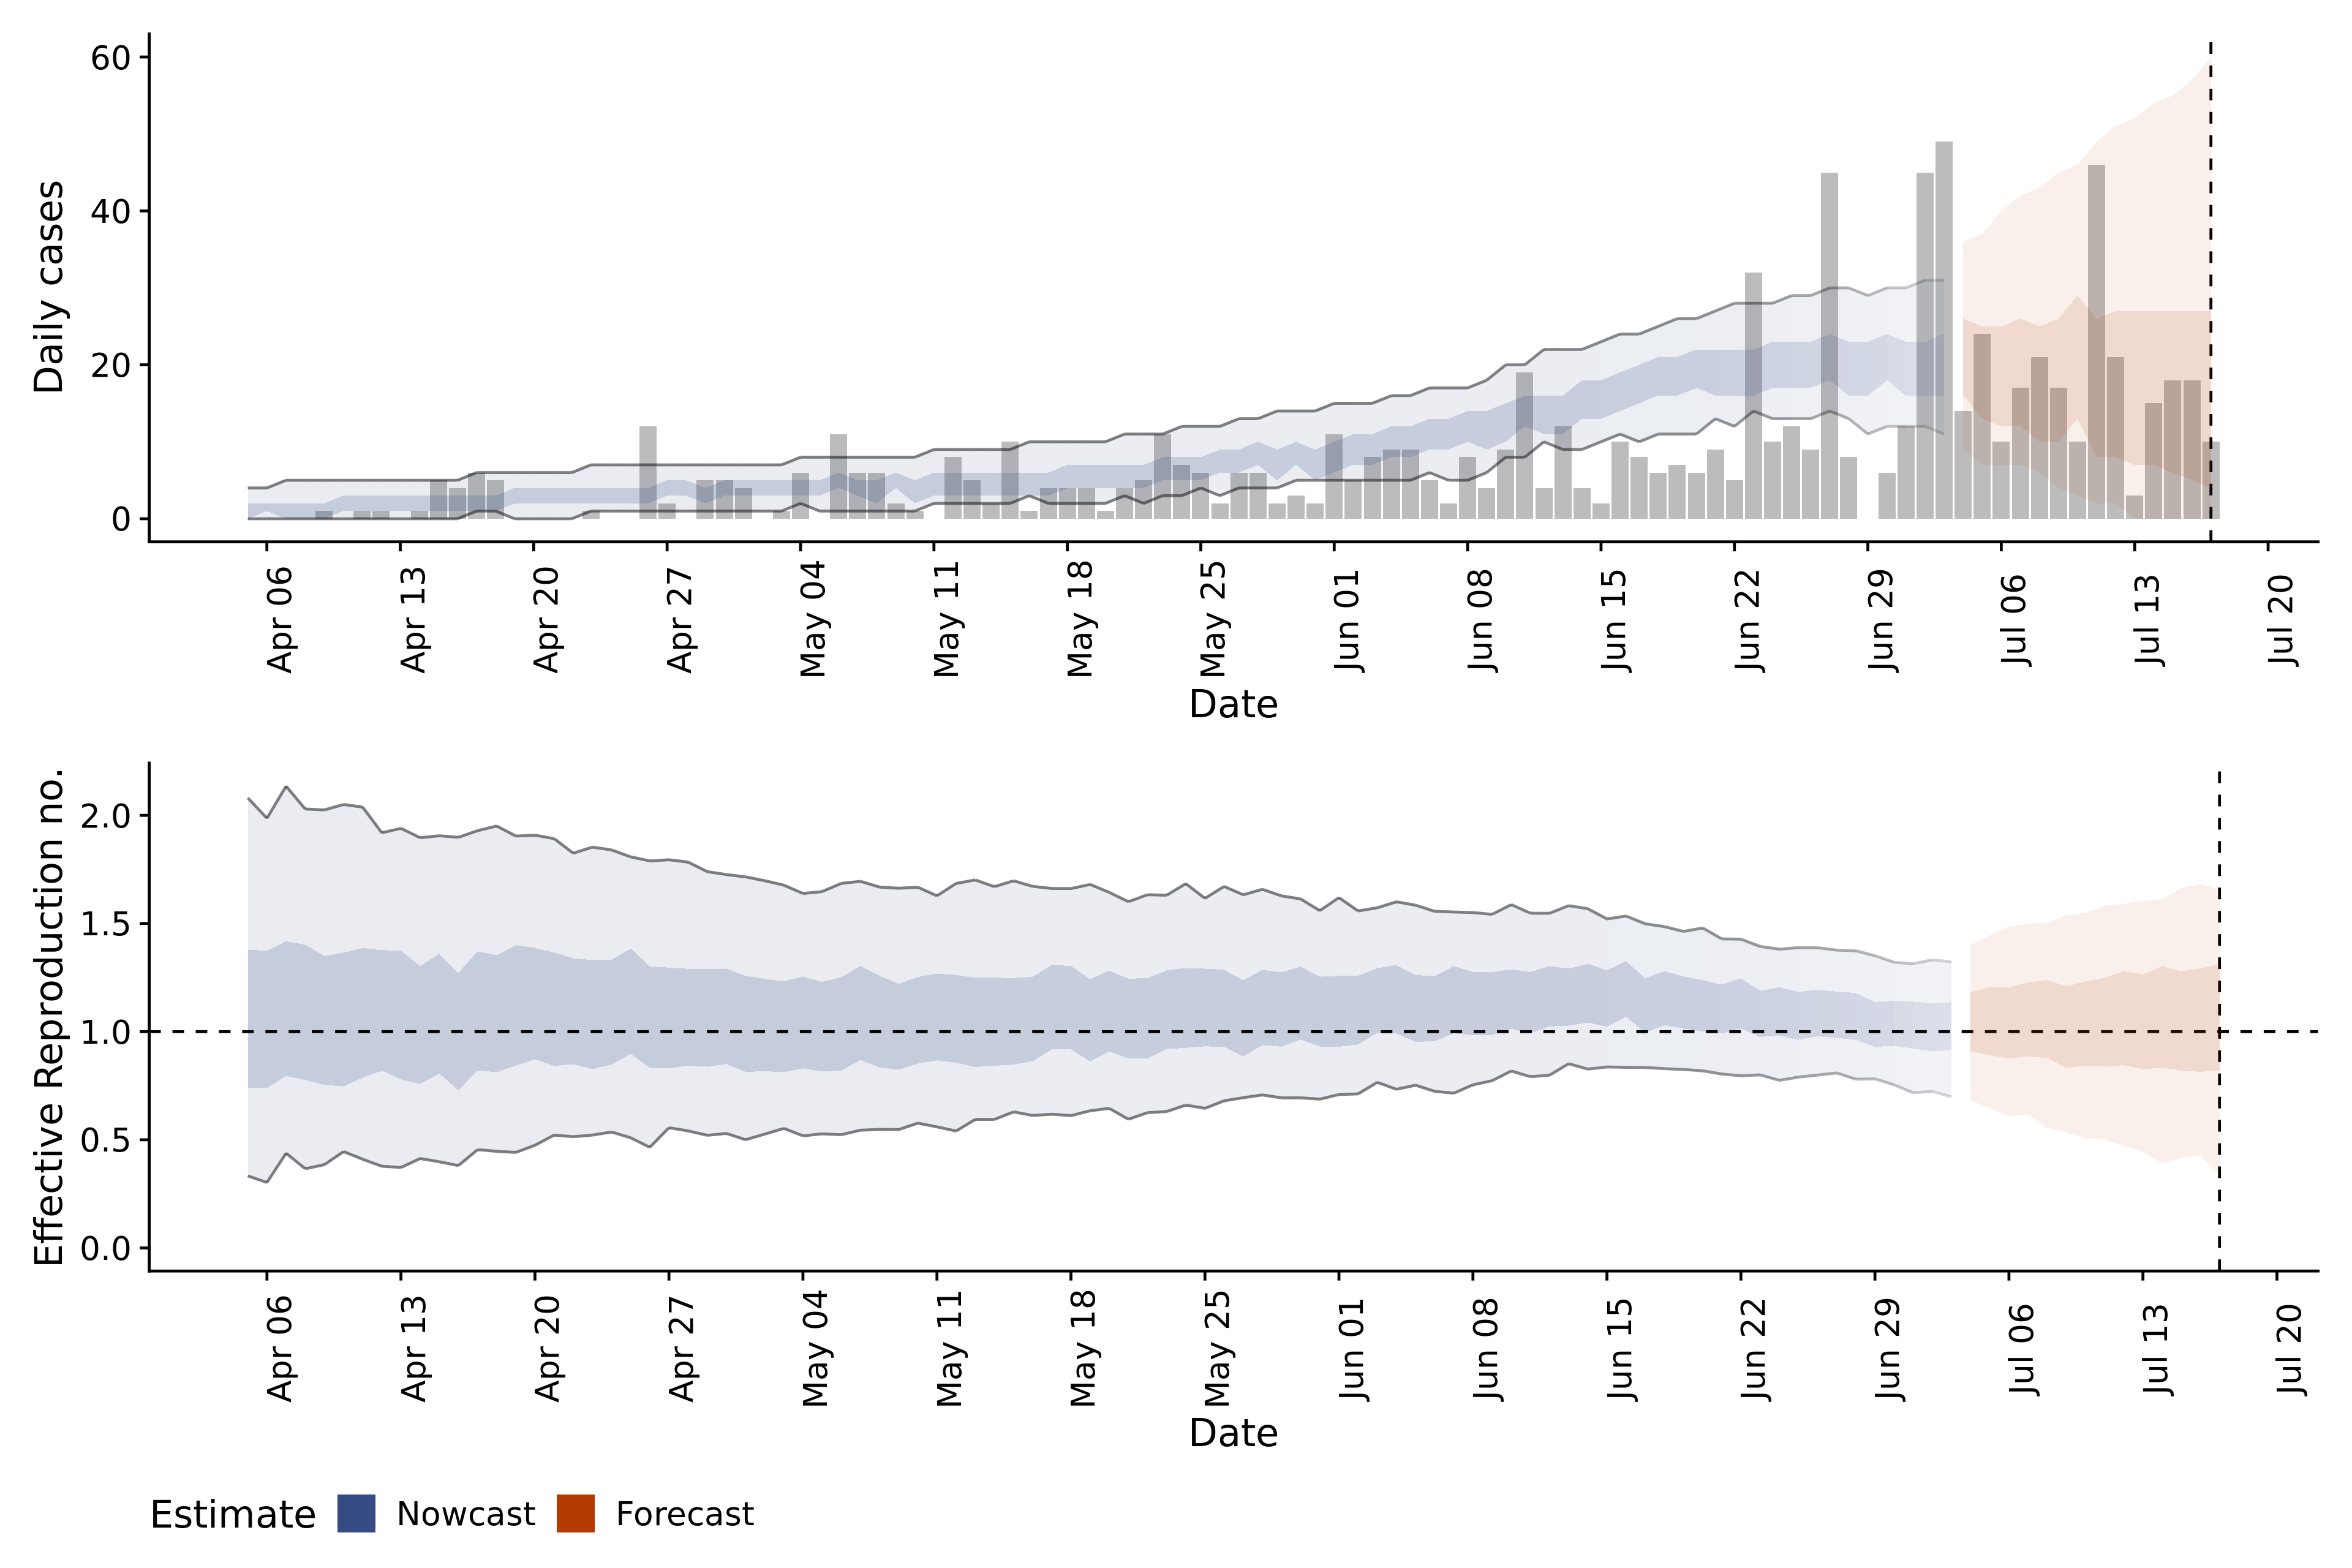 Daily cases
60
40
20
0
Apr 06
Apr 13
Apr 20
Apr 27
May 04
May 11
May 18
May 25
Jun 01
Jun 08
Jun 15
Jun 22
Jun 29
Jul 06
Jul 13
Jul 20
Date
Effective Reproduction no.
2.0
1.5
1.0
0.5
0.0
Apr 06
Apr 13
Apr 20
Apr 27
May 04
May 11
May 18
May 25
Jun 01
Jun 08
Jun 15
Jun 22
Jun 29
Jul 06
Jul 13
Jul 20
Date
Estimate Nowcast Forecast